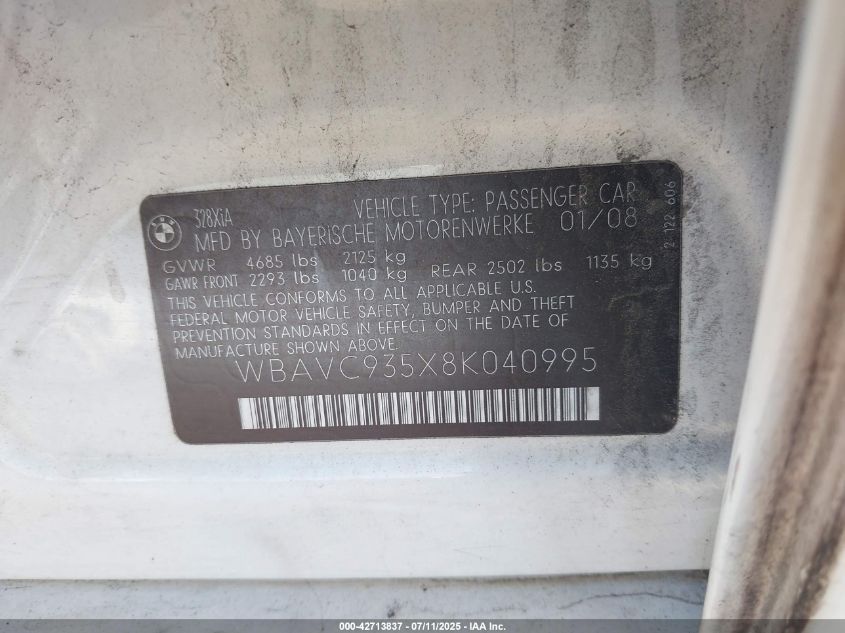 BMW
328XiA VEHICLE TYPE: PASSENGER CAR
MFD BY BAYERISCHE MOTORENWERKE 01/08
GVWR 4685 lbs 2125 kg
GAWR FRONT 2293 lbs 1040 kg REAR 2502 lbs 1135 kg
THIS VEHICLE CONFORMS TO ALL APPLICABLE U.S.
FEDERAL MOTOR VEHICLE SAFETY, BUMPER AND THEFT
PREVENTION STANDARDS IN EFFECT ON THE DATE OF
MANUFACTURE SHOWN ABOVE.
WBAVC935X8K040995
2 122 606
000-42713837 - 07/11/2025 - IAA Inc.